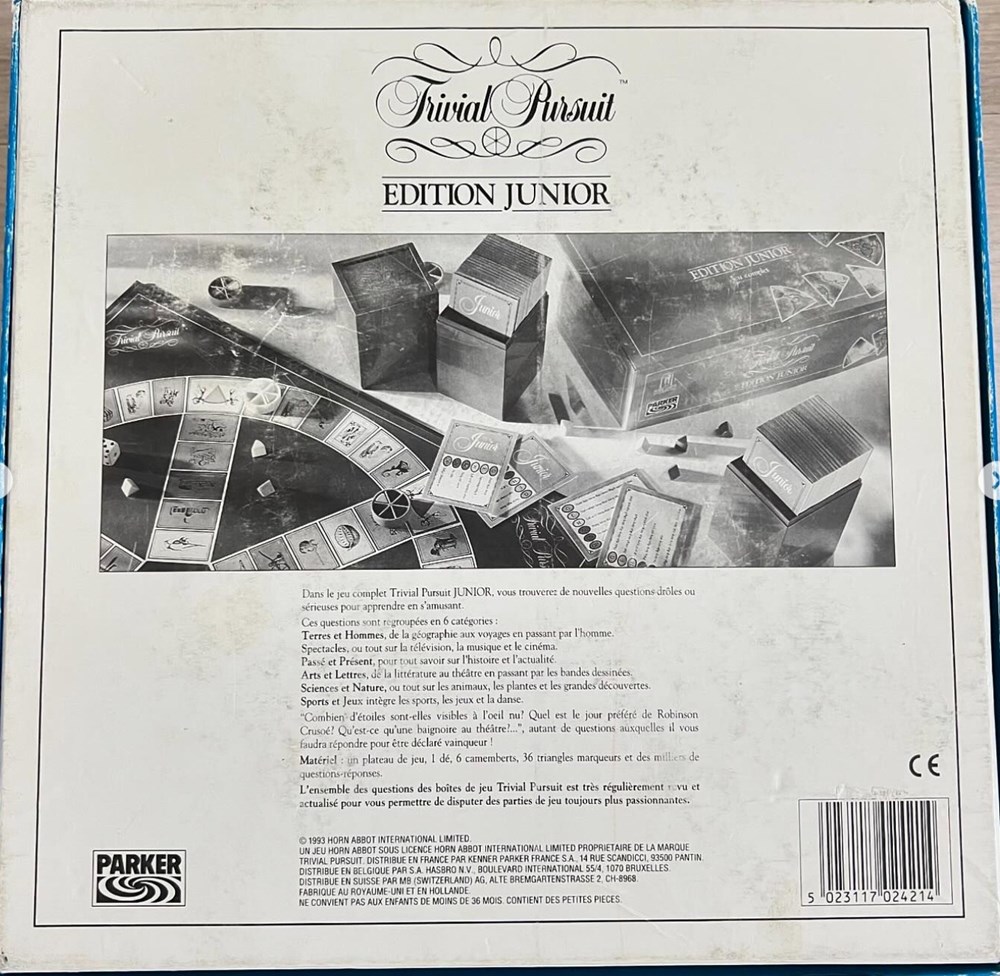 Trivial Pursuit™
EDITION JUNIOR
EDITION JUNIOR
Jeu complet
Junior
Trivial Pursuit
Trivial Pursuit
EDITION JUNIOR
PARKER
Junior
Junior
Junior
Trivial
Dans le jeu complet Trivial Pursuit JUNIOR, vous trouverez de nouvelles questions drôles ou
sérieuses pour apprendre en s'amusant.
Ces questions sont regroupées en 6 catégories :
Terres et Hommes, de la géographie aux voyages en passant par l'homme.
Spectacles, ou tout sur la télévision, la musique et le cinéma.
Passé et Présent, pour tout savoir sur l'histoire et l'actualité.
Arts et Lettres, de la littérature au théâtre en passant par les bandes dessinées.
Sciences et Nature, ou tout sur les animaux, les plantes et les grandes découvertes.
Sports et Jeux intègre les sports, les jeux et la danse.
"Combien d'étoiles sont-elles visibles à l'oeil nu? Quel est le jour préféré de Robinson
Crusoé? Qu'est-ce qu'une baignoire au théâtre?...", autant de questions auxquelles il vous
faudra répondre pour être déclaré vainqueur !
Matériel : un plateau de jeu, 1 dé, 6 camemberts, 36 triangles marqueurs et des milliers de
questions-réponses.
L'ensemble des questions des boîtes de jeu Trivial Pursuit est très régulièrement revu et
actualisé pour vous permettre de disputer des parties de jeu toujours plus passionnantes.
CE
© 1993 HORN ABBOT INTERNATIONAL LIMITED.
UN JEU HORN ABBOT SOUS LICENCE HORN ABBOT INTERNATIONAL LIMITED PROPRIETAIRE DE LA MARQUE
TRIVIAL PURSUIT. DISTRIBUE EN FRANCE PAR KENNER PARKER FRANCE S.A., 14 RUE SCANDICCI, 93500 PANTIN.
DISTRIBUE EN BELGIQUE PAR S.A. HASBRO N.V., BOULEVARD INTERNATIONAL 55/4, 1070 BRUXELLES.
DISTRIBUE EN SUISSE PAR MB (SWITZERLAND) AG, ALTE BREMGARTENSTRASSE 2, CH-8968.
FABRIQUE AU ROYAUME-UNI ET EN HOLLANDE.
NE CONVIENT PAS AUX ENFANTS DE MOINS DE 36 MOIS. CONTIENT DES PETITES PIECES.
PARKER
5 023117 024214